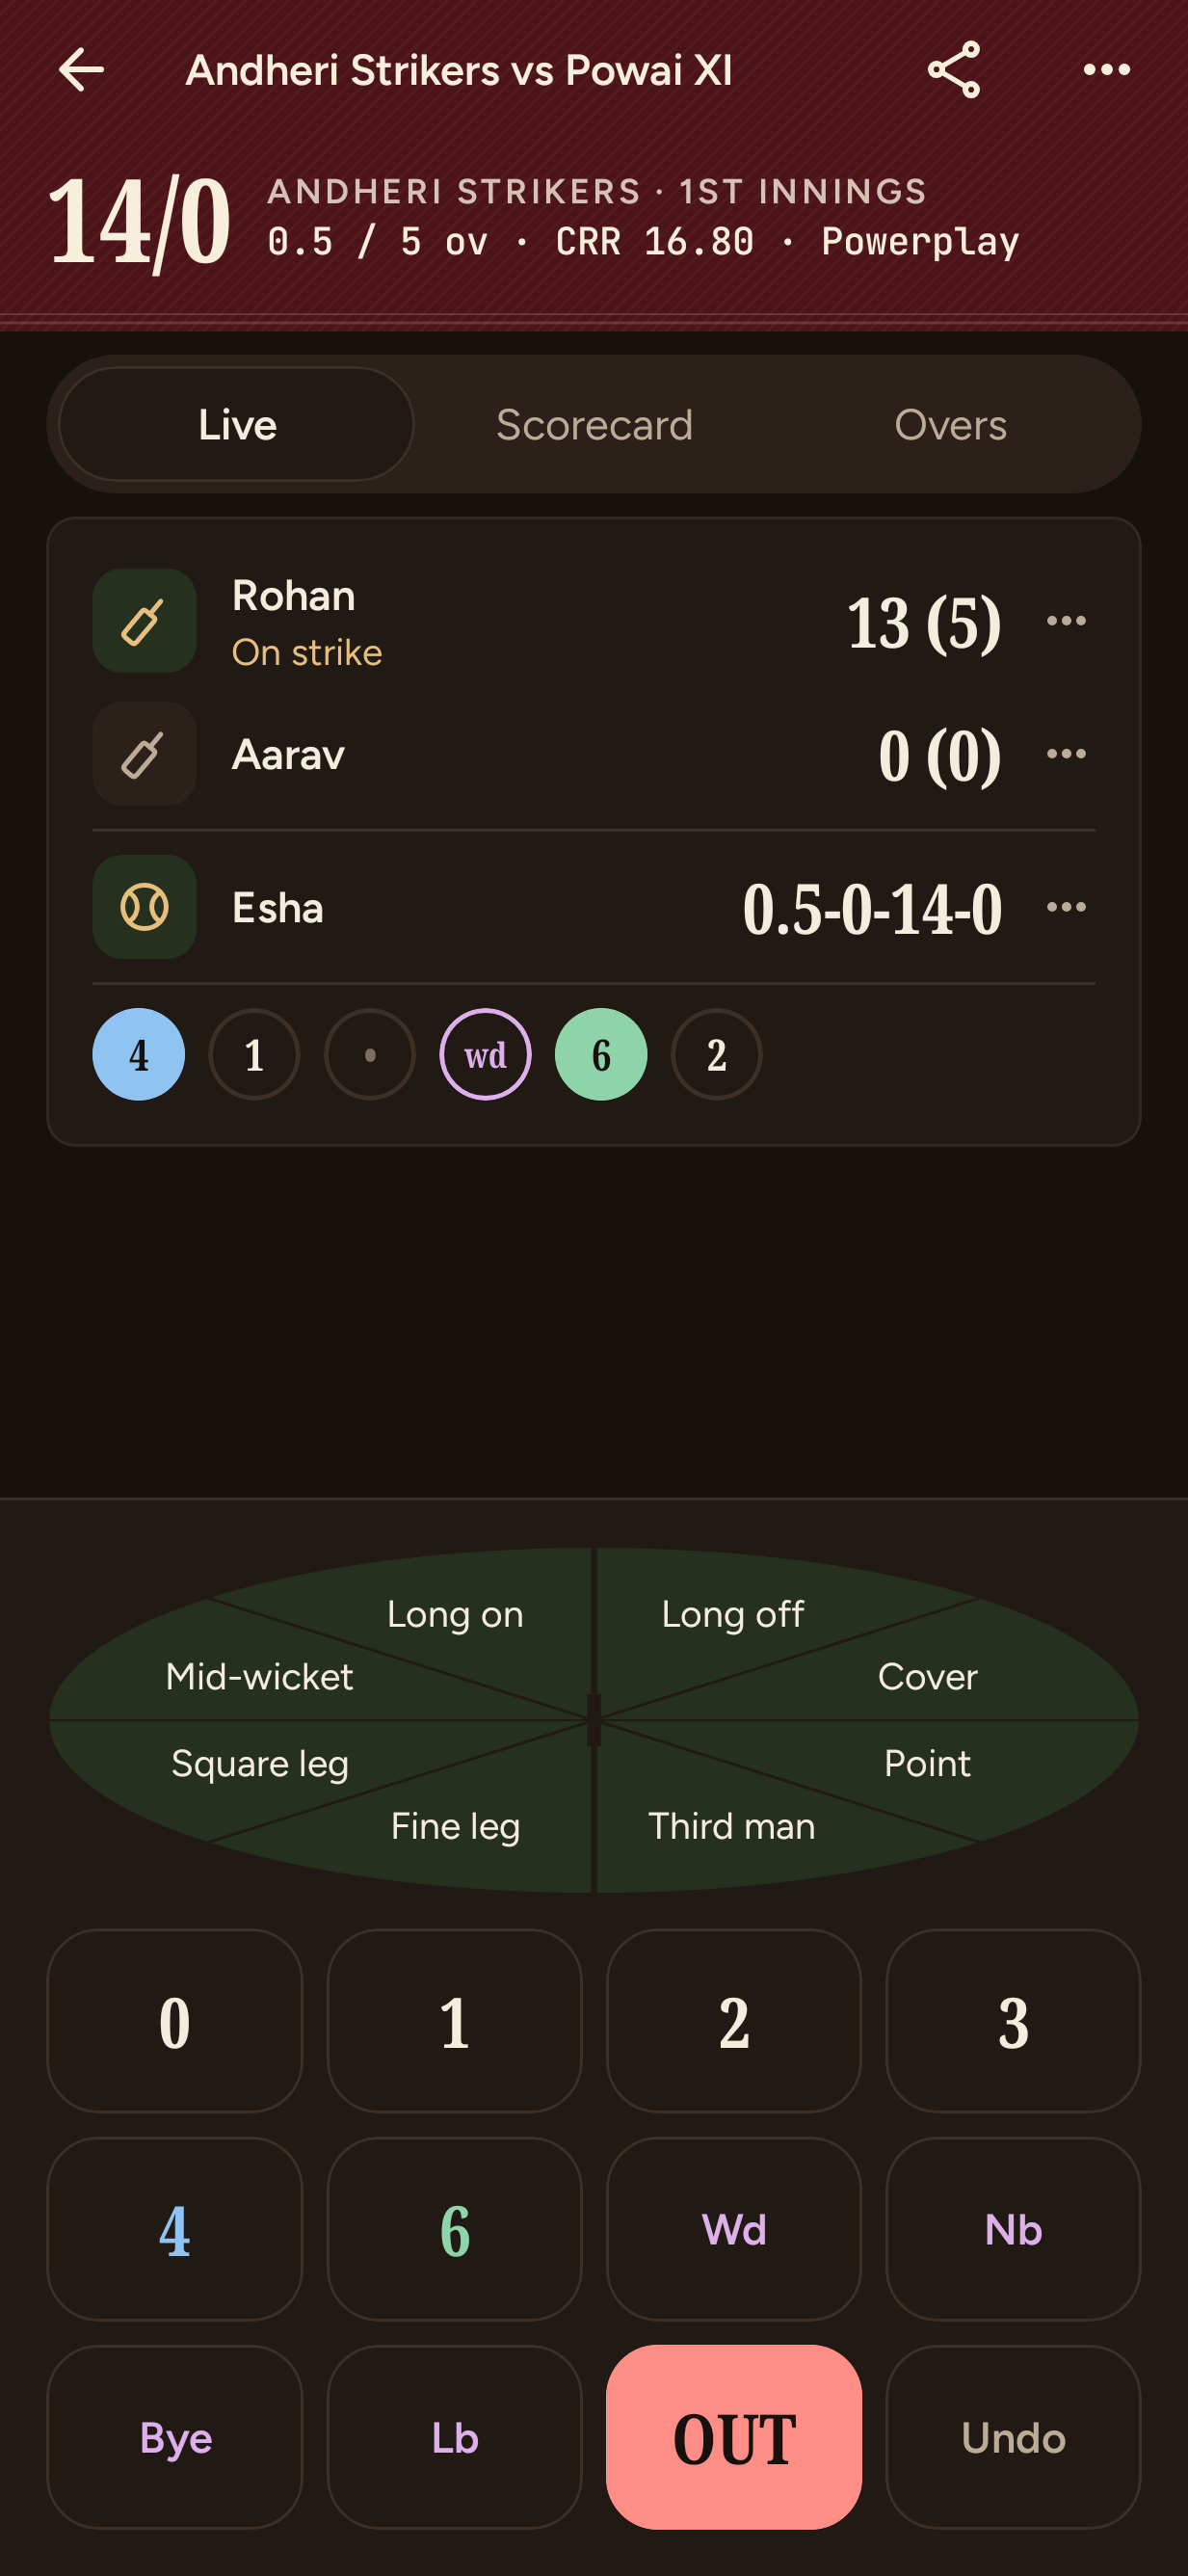 Andheri Strikers vs Powai XI
14/0
ANDHERI STRIKERS · 1ST INNINGS
0.5 / 5 ov · CRR 16.80 · Powerplay
Live Scorecard Overs
Rohan
On strike
13 (5)
Aarav 0 (0)
Esha 0.5-0-14-0
4 1 • wd 6 2
Long on Long off
Mid-wicket Cover
Square leg Point
Fine leg Third man
0 1 2 3
4 6 Wd Nb
Bye Lb OUT Undo